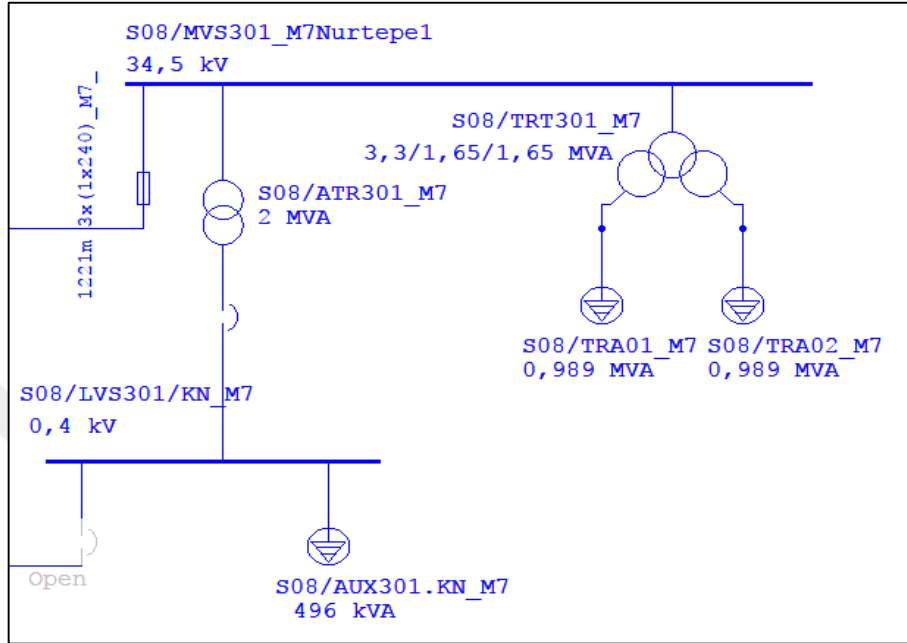 S08/MVS301_M7Nurtepe1
34,5 kV
1221m 3x(1x240)_M7_
S08/ATR301_M7
2 MVA
S08/TRT301_M7
3,3/1,65/1,65 MVA
S08/TRA01_M7
0,989 MVA
S08/TRA02_M7
0,989 MVA
S08/LVS301/KN_M7
0,4 kV
Open
S08/AUX301.KN_M7
496 kVA